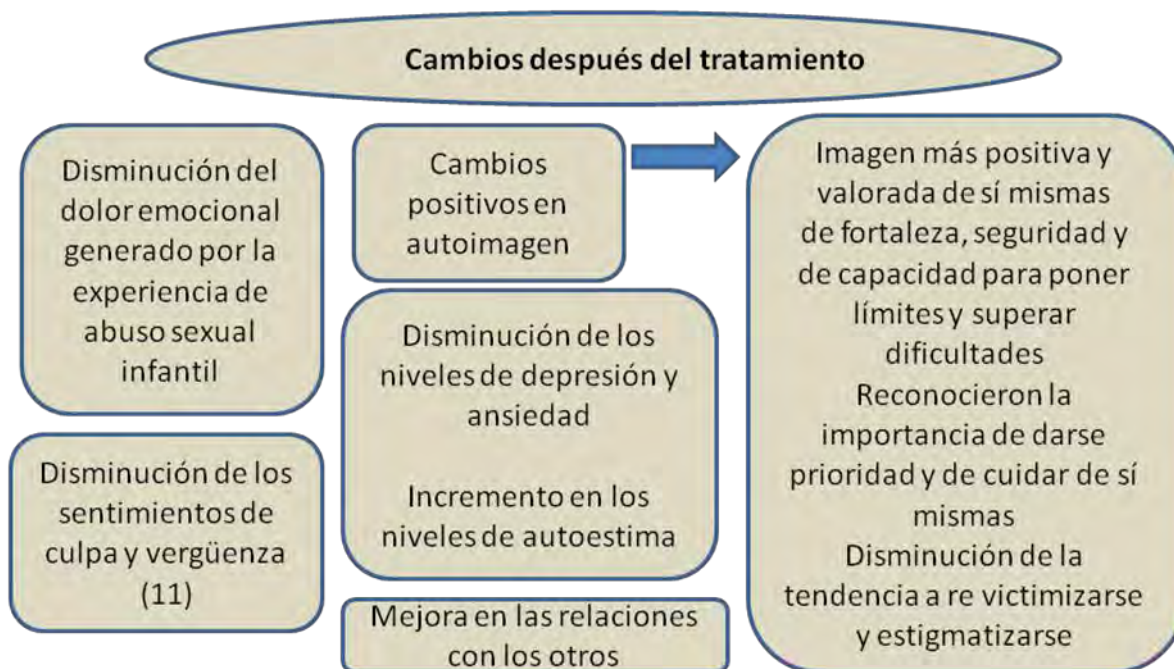 Cambios después del tratamiento
Disminución del
dolor emocional
generado por la
experiencia de
abuso sexual
infantil
Disminución de los
sentimientos de
culpa y vergüenza
(11)
Cambios
positivos en
autoimagen
Disminución de los
niveles de depresión y
ansiedad
Incremento en los
niveles de autoestima
Mejora en las relaciones
con los otros
Imagen más positiva y
valorada de sí mismas
de fortaleza, seguridad y
de capacidad para poner
límites y superar
dificultades
Reconocieron la
importancia de darse
prioridad y de cuidar de sí
mismas
Disminución de la
tendencia a re victimizarse
y estigmatizarse